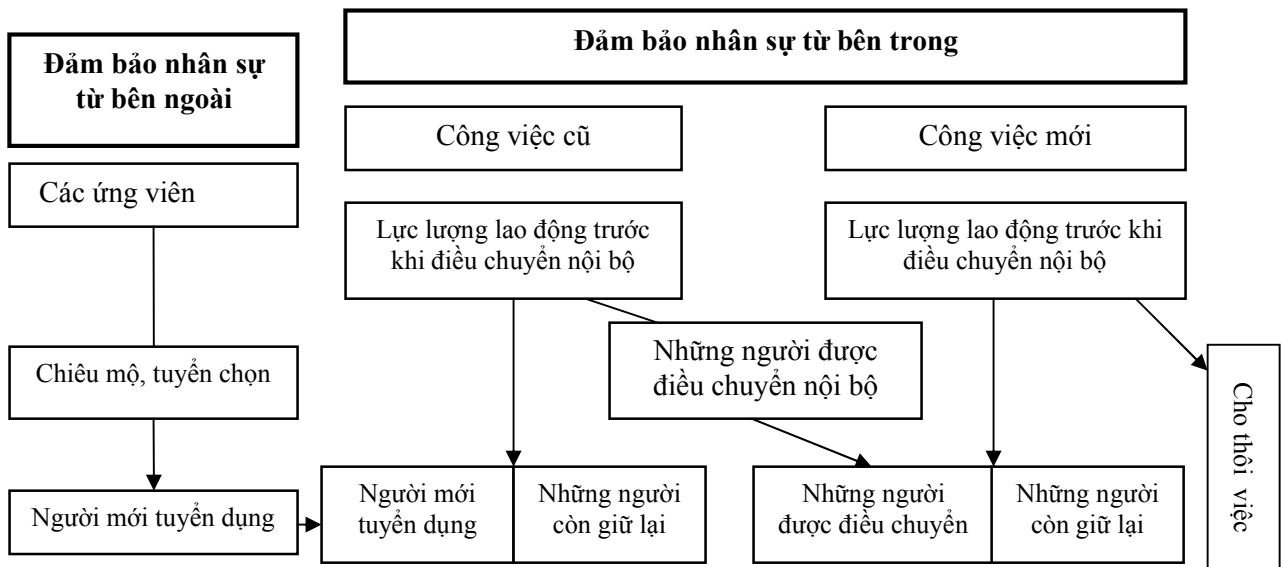 Đảm bảo nhân sự
từ bên ngoài
Đảm bảo nhân sự từ bên trong
Công việc cũ
Công việc mới
Các ứng viên
Lực lượng lao động trước
khi điều chuyển nội bộ
Lực lượng lao động trước khi
điều chuyển nội bộ
Những người được
điều chuyển nội bộ
Chiêu mộ, tuyển chọn
Cho thôi việc
Người mới tuyển dụng
Người mới
tuyển dụng
Những người
còn giữ lại
Những người
được điều chuyển
Những người
còn giữ lại